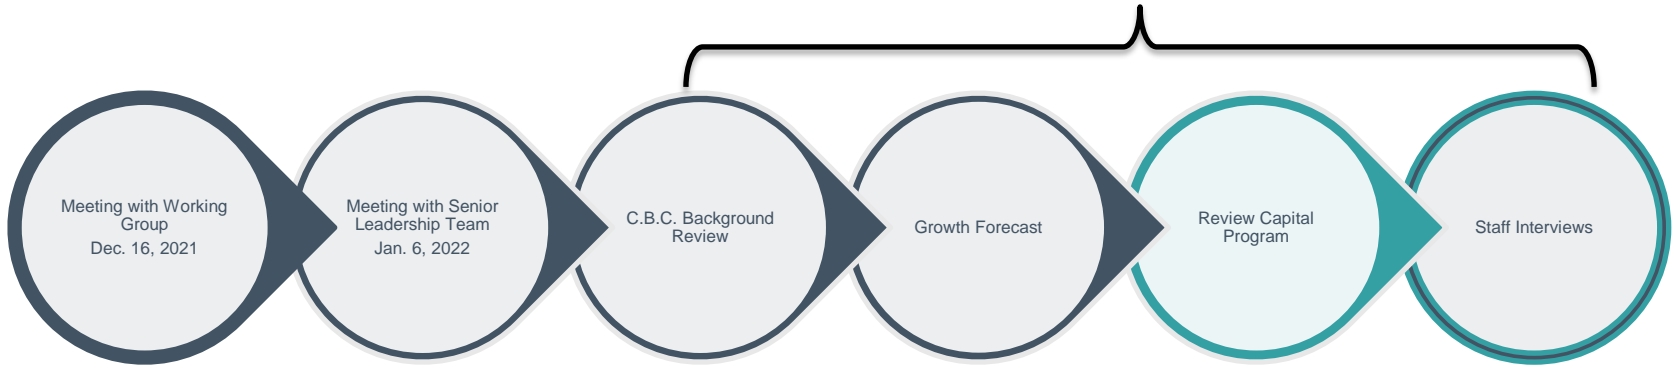 Meeting with Working
Group
Dec. 16, 2021
Meeting with Senior
Leadership Team
Jan. 6, 2022
C.B.C. Background
Review
Growth Forecast
Review Capital
Program
Staff Interviews